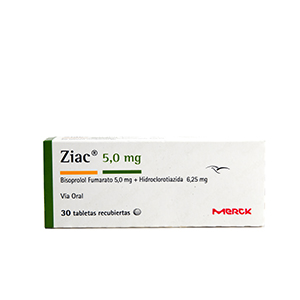 Ziac® 5,0 mg
Bisoprolol Fumarato 5,0 mg + Hidroclorotiazida 6,25 mg
Vía Oral
30 tabletas recubiertas
MERCK